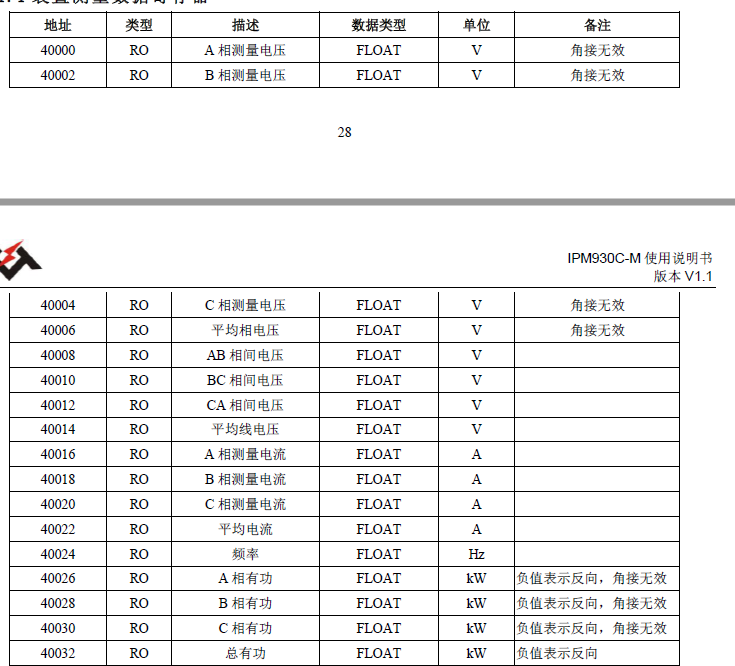 装置测量数据寄存器
地址 类型 描述 数据类型 单位 备注
40000 RO A 相测量电压 FLOAT V 角接无效
40002 RO B 相测量电压 FLOAT V 角接无效
28
IPM930C-M 使用说明书
版本 V1.1
40004 RO C 相测量电压 FLOAT V 角接无效
40006 RO 平均相电压 FLOAT V 角接无效
40008 RO AB 相间电压 FLOAT V
40010 RO BC 相间电压 FLOAT V
40012 RO CA 相间电压 FLOAT V
40014 RO 平均线电压 FLOAT V
40016 RO A 相测量电流 FLOAT A
40018 RO B 相测量电流 FLOAT A
40020 RO C 相测量电流 FLOAT A
40022 RO 平均电流 FLOAT A
40024 RO 频率 FLOAT Hz
40026 RO A 相有功 FLOAT kW 负值表示反向，角接无效
40028 RO B 相有功 FLOAT kW 负值表示反向，角接无效
40030 RO C 相有功 FLOAT kW 负值表示反向，角接无效
40032 RO 总有功 FLOAT kW 负值表示反向